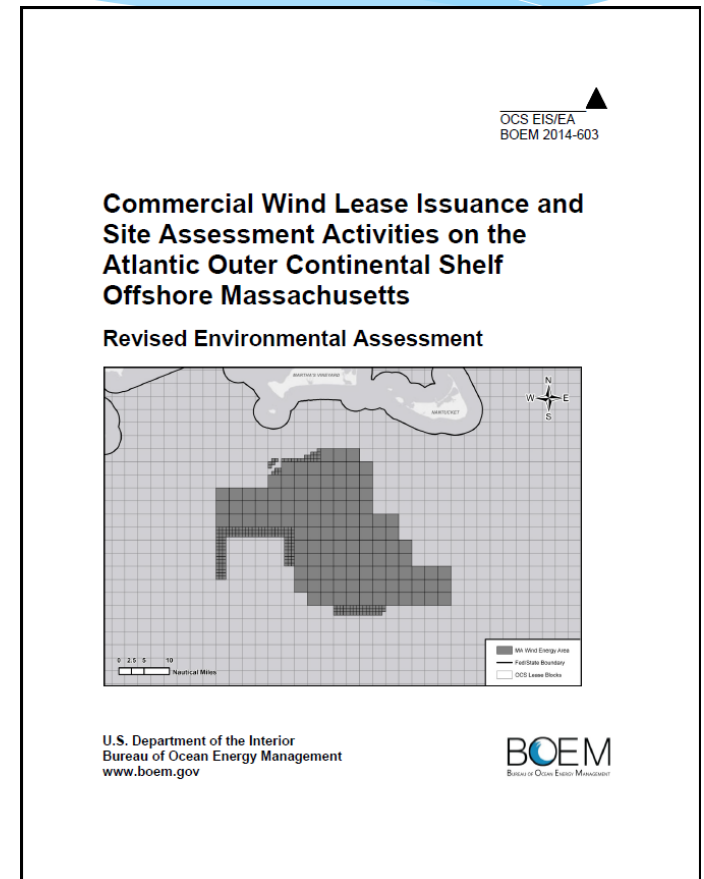 OCS EIS/EA
BOEM 2014-603
Commercial Wind Lease Issuance and
Site Assessment Activities on the
Atlantic Outer Continental Shelf
Offshore Massachusetts
Revised Environmental Assessment
MARTHA'S VINEYARD
NANTUCKET
N
W E
S
0 2.5 5 10
Nautical Miles
MA Wind Energy Area
Fed/State Boundary
OCS Lease Blocks
U.S. Department of the Interior
Bureau of Ocean Energy Management
www.boem.gov
BOEM
BUREAU OF OCEAN ENERGY MANAGEMENT